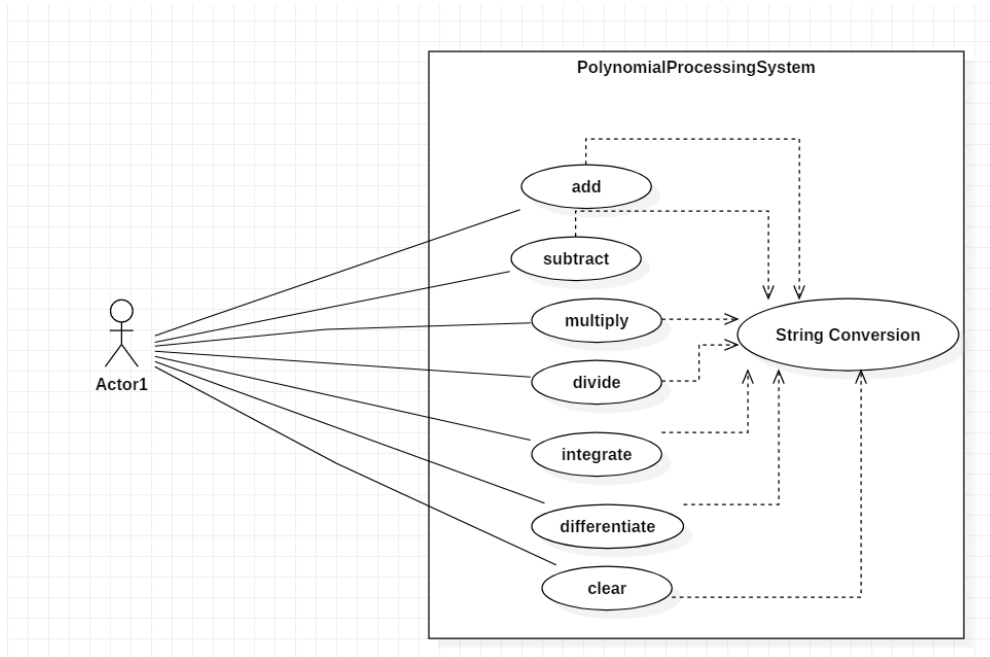 PolynomialProcessingSystem
add
subtract
multiply
String Conversion
divide
Actor1
integrate
differentiate
clear